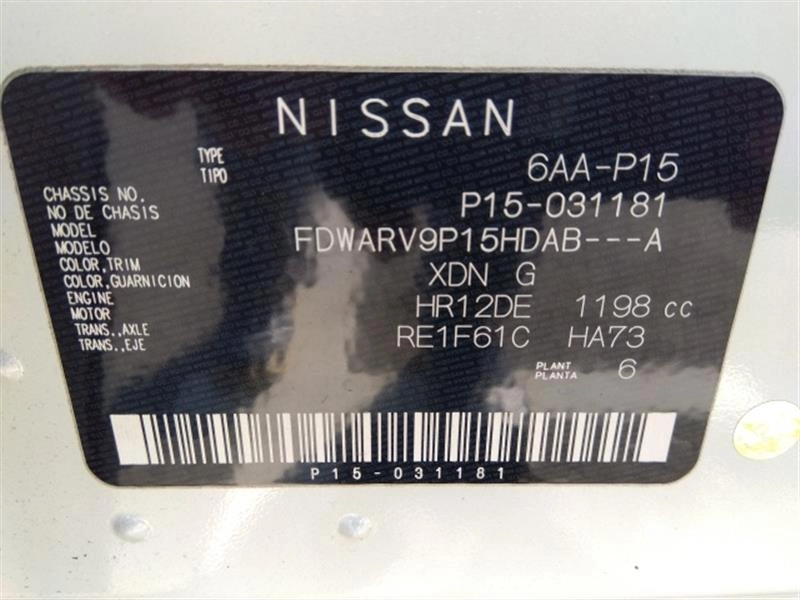 NISSAN
TYPE
TIPO 6AA-P15
CHASSIS NO.
NO DE CHASIS P15-031181
MODEL
MODELO FDWARV9P15HDAB---A
COLOR,TRIM
COLOR,GUARNICION XDN G
ENGINE
MOTOR HR12DE 1198 cc
TRANS.,AXLE
TRANS.,EJE RE1F61C HA73
PLANT
PLANTA 6
P15-031181